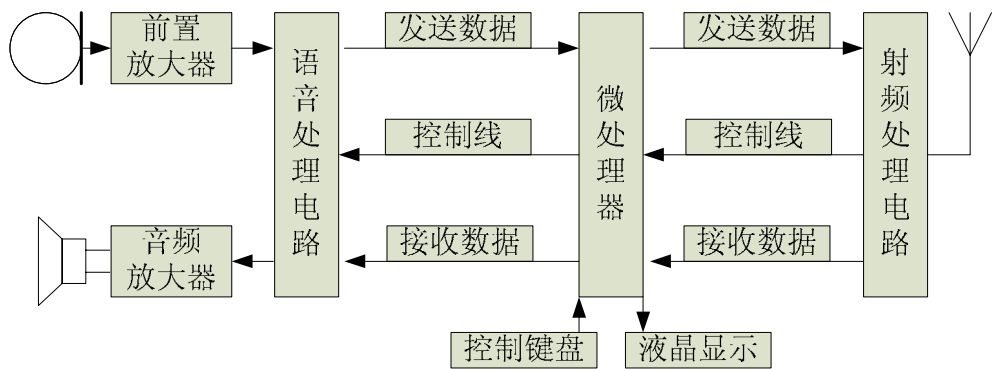 前置
放大器
语音处理电路
发送数据
控制线
接收数据
微处理器
发送数据
控制线
接收数据
射频处理电路
音频
放大器
控制键盘
液晶显示